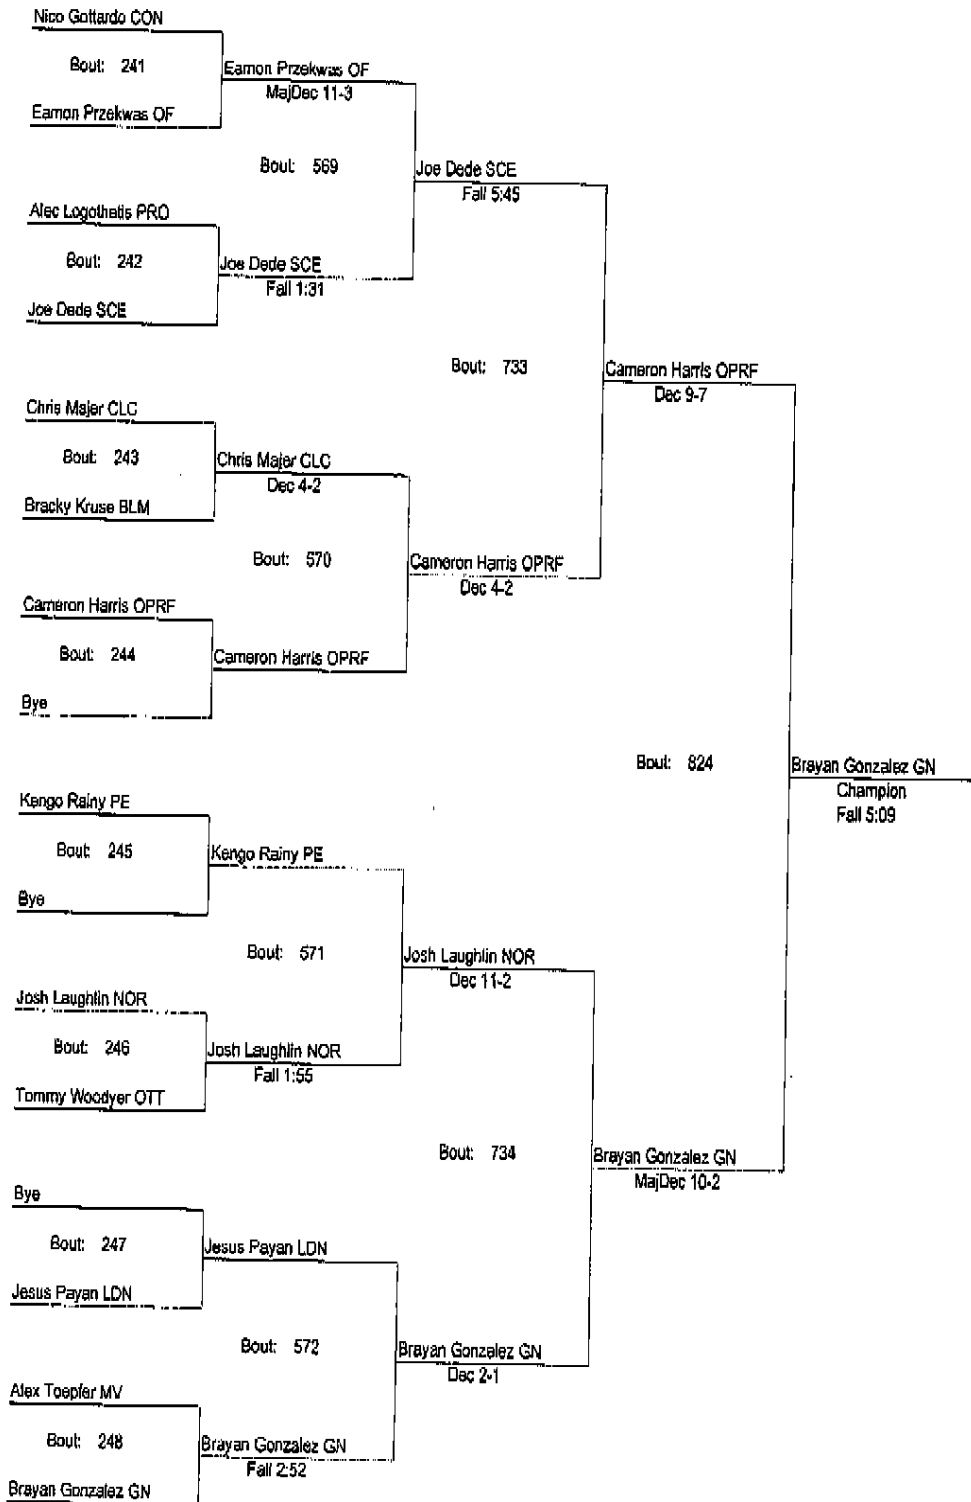 Nico Gottardo CON
Bout: 241
Eamon Przekwas OF
MajDec 11-3
Eamon Przekwas OF
Bout: 569
Joe Dede SCE
Fall 5:45
Alec Logothetis PRO
Bout: 242
Joe Dede SCE
Fall 1:31
Joe Dede SCE
Bout: 733
Cameron Harris OPRF
Dec 9-7
Chris Majer CLC
Bout: 243
Chris Majer CLC
Dec 4-2
Bracky Kruse BLM
Bout: 570
Cameron Harris OPRF
Dec 4-2
Cameron Harris OPRF
Bout: 244
Cameron Harris OPRF
Bye
Bout: 824
Brayan Gonzalez GN
Champion
Fall 5:09
Kengo Rainy PE
Bout: 245
Kengo Rainy PE
Bye
Bout: 571
Josh Laughlin NOR
Dec 11-2
Josh Laughlin NOR
Bout: 246
Josh Laughlin NOR
Fall 1:55
Tommy Woodyer OTT
Bout: 734
Brayan Gonzalez GN
MajDec 10-2
Bye
Bout: 247
Jesus Payan LDN
Jesus Payan LDN
Bout: 572
Brayan Gonzalez GN
Dec 2-1
Alex Toepfer MV
Bout: 248
Brayan Gonzalez GN
Fall 2:52
Brayan Gonzalez GN